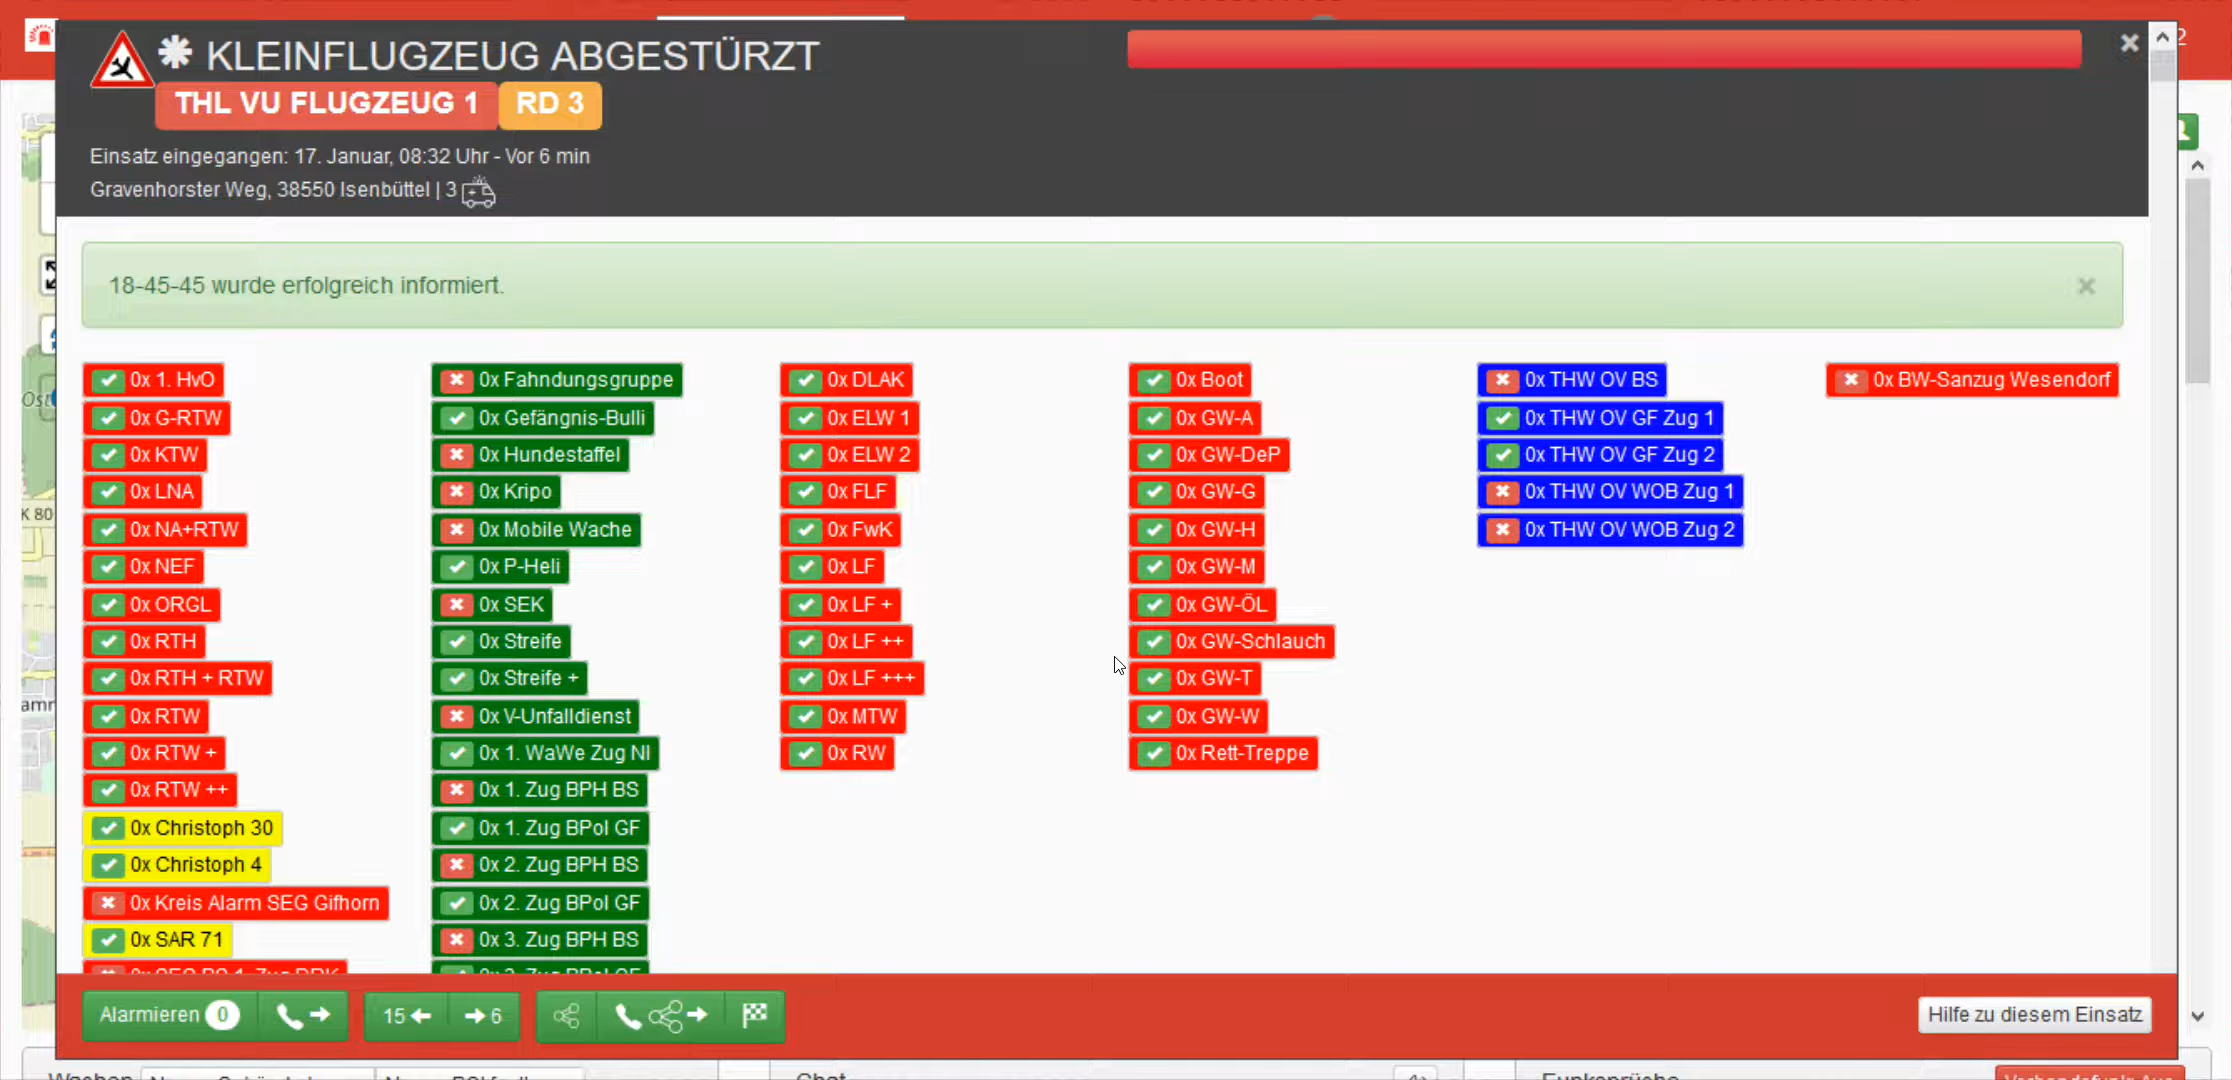 KLEINFLUGZEUG ABGESTÜRZT
THL VU FLUGZEUG 1 RD 3
Einsatz eingegangen: 17. Januar, 08:32 Uhr - Vor 6 min
Gravenhorster Weg, 38550 Isenbüttel | 3
18-45-45 wurde erfolgreich informiert.
0x 1. HvO
0x G-RTW
0x KTW
0x LNA
0x NA+RTW
0x NEF
0x ORGL
0x RTH
0x RTH + RTW
0x RTW
0x RTW +
0x RTW ++
0x Christoph 30
0x Christoph 4
0x Kreis Alarm SEG Gifhorn
0x SAR 71
0x Fahndungsgruppe
0x Gefängnis-Bulli
0x Hundestaffel
0x Kripo
0x Mobile Wache
0x P-Heli
0x SEK
0x Streife
0x Streife +
0x V-Unfalldienst
0x 1. WaWe Zug NI
0x 1. Zug BPH BS
0x 1. Zug BPol GF
0x 2. Zug BPH BS
0x 2. Zug BPol GF
0x 3. Zug BPH BS
0x 3. Zug BPol GF
0x DLAK
0x ELW 1
0x ELW 2
0x FLF
0x FwK
0x LF
0x LF +
0x LF ++
0x LF +++
0x MTW
0x RW
0x Boot
0x GW-A
0x GW-DeP
0x GW-G
0x GW-H
0x GW-M
0x GW-ÖL
0x GW-Schlauch
0x GW-T
0x GW-W
0x Rett-Treppe
0x THW OV BS
0x THW OV GF Zug 1
0x THW OV GF Zug 2
0x THW OV WOB Zug 1
0x THW OV WOB Zug 2
0x BW-Sanzug Wesendorf
K 80
Alarmieren 0
15
6
Hilfe zu diesem Einsatz
Wachen
Chat
Funksprüche